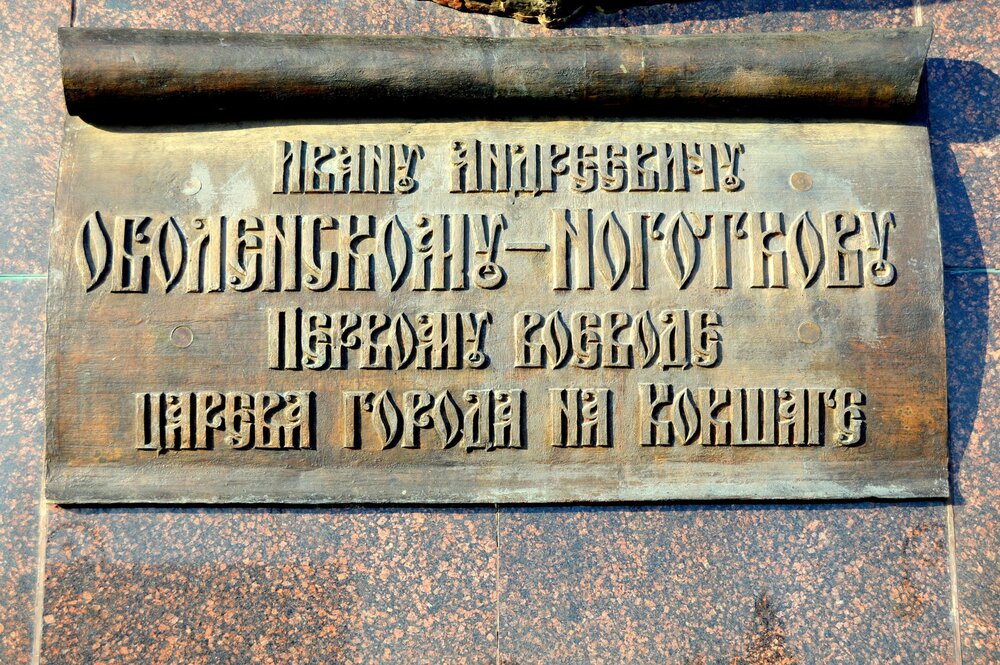 Ивану Андреевичу
Оболенскому-Ноготкову
Первому воеводе
царева города на Кокшаге